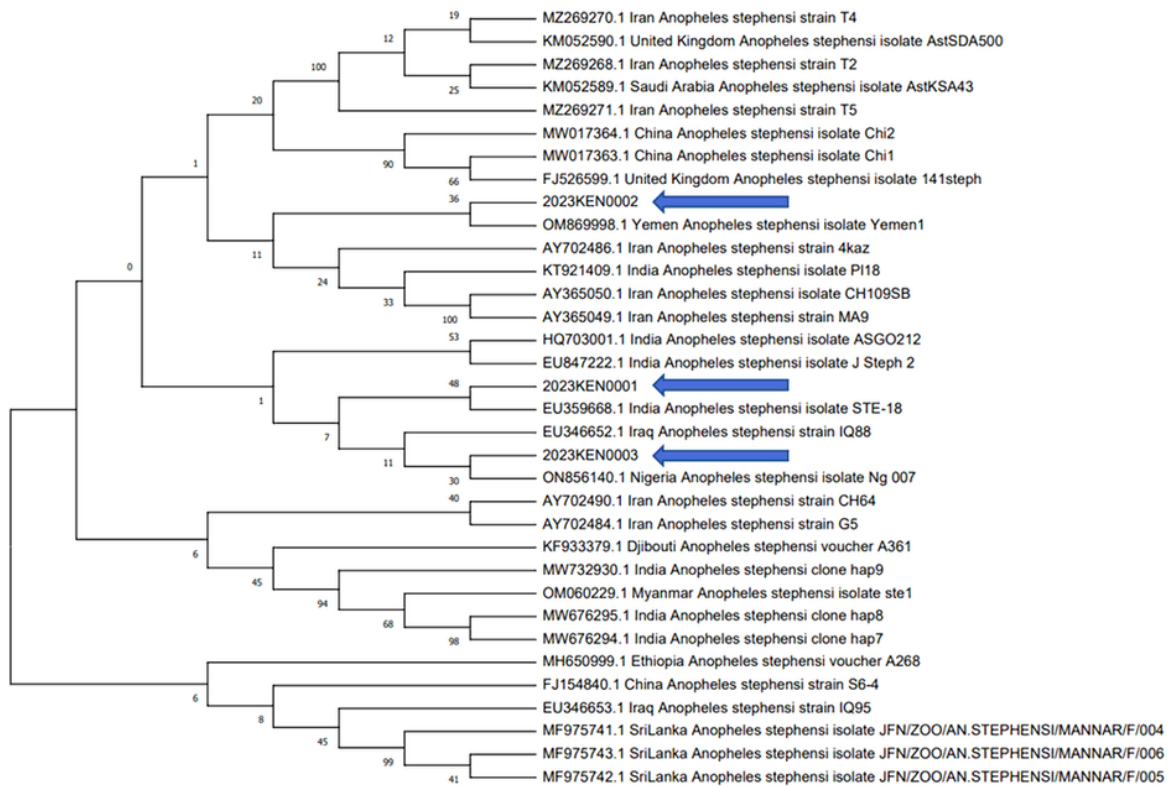 19
MZ269270.1 Iran Anopheles stephensi strain T4
12
KM052590.1 United Kingdom Anopheles stephensi isolate AstSDA500
100
MZ269268.1 Iran Anopheles stephensi strain T2
25
KM052589.1 Saudi Arabia Anopheles stephensi isolate AstKSA43
20
MZ269271.1 Iran Anopheles stephensi strain T5
MW017364.1 China Anopheles stephensi isolate Chi2
1
90
MW017363.1 China Anopheles stephensi isolate Chi1
66
FJ526599.1 United Kingdom Anopheles stephensi isolate 141steph
36
2023KEN0002
OM869998.1 Yemen Anopheles stephensi isolate Yemen1
11
AY702486.1 Iran Anopheles stephensi strain 4kaz
0
24
KT921409.1 India Anopheles stephensi isolate PI18
33
AY365050.1 Iran Anopheles stephensi isolate CH109SB
100
AY365049.1 Iran Anopheles stephensi strain MA9
53
HQ703001.1 India Anopheles stephensi isolate ASGO212
EU847222.1 India Anopheles stephensi isolate J Steph 2
48
2023KEN0001
1
EU359668.1 India Anopheles stephensi isolate STE-18
7
EU346652.1 Iraq Anopheles stephensi strain IQ88
11
2023KEN0003
30
ON856140.1 Nigeria Anopheles stephensi isolate Ng 007
40
AY702490.1 Iran Anopheles stephensi strain CH64
AY702484.1 Iran Anopheles stephensi strain G5
6
KF933379.1 Djibouti Anopheles stephensi voucher A361
45
MW732930.1 India Anopheles stephensi clone hap9
94
OM060229.1 Myanmar Anopheles stephensi isolate ste1
68
MW676295.1 India Anopheles stephensi clone hap8
98
MW676294.1 India Anopheles stephensi clone hap7
MH650999.1 Ethiopia Anopheles stephensi voucher A268
6
FJ154840.1 China Anopheles stephensi strain S6-4
8
EU346653.1 Iraq Anopheles stephensi strain IQ95
45
MF975741.1 SriLanka Anopheles stephensi isolate JFN/ZOO/AN.STEPHENSI/MANNAR/F/004
99
MF975743.1 SriLanka Anopheles stephensi isolate JFN/ZOO/AN.STEPHENSI/MANNAR/F/006
41
MF975742.1 SriLanka Anopheles stephensi isolate JFN/ZOO/AN.STEPHENSI/MANNAR/F/005